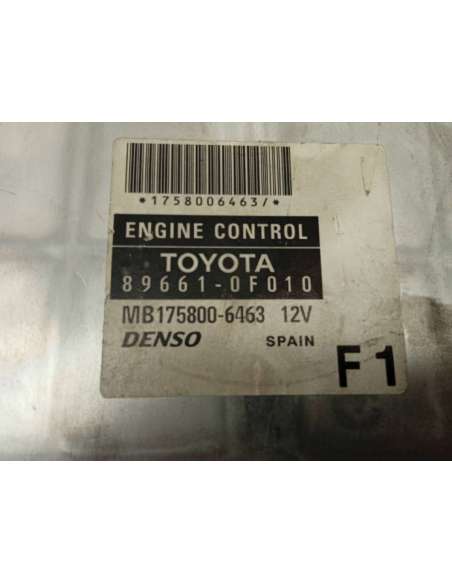 *1758006463/*
ENGINE CONTROL
TOYOTA
89661-0F010
MB175800-6463 12V
DENSO SPAIN
F1